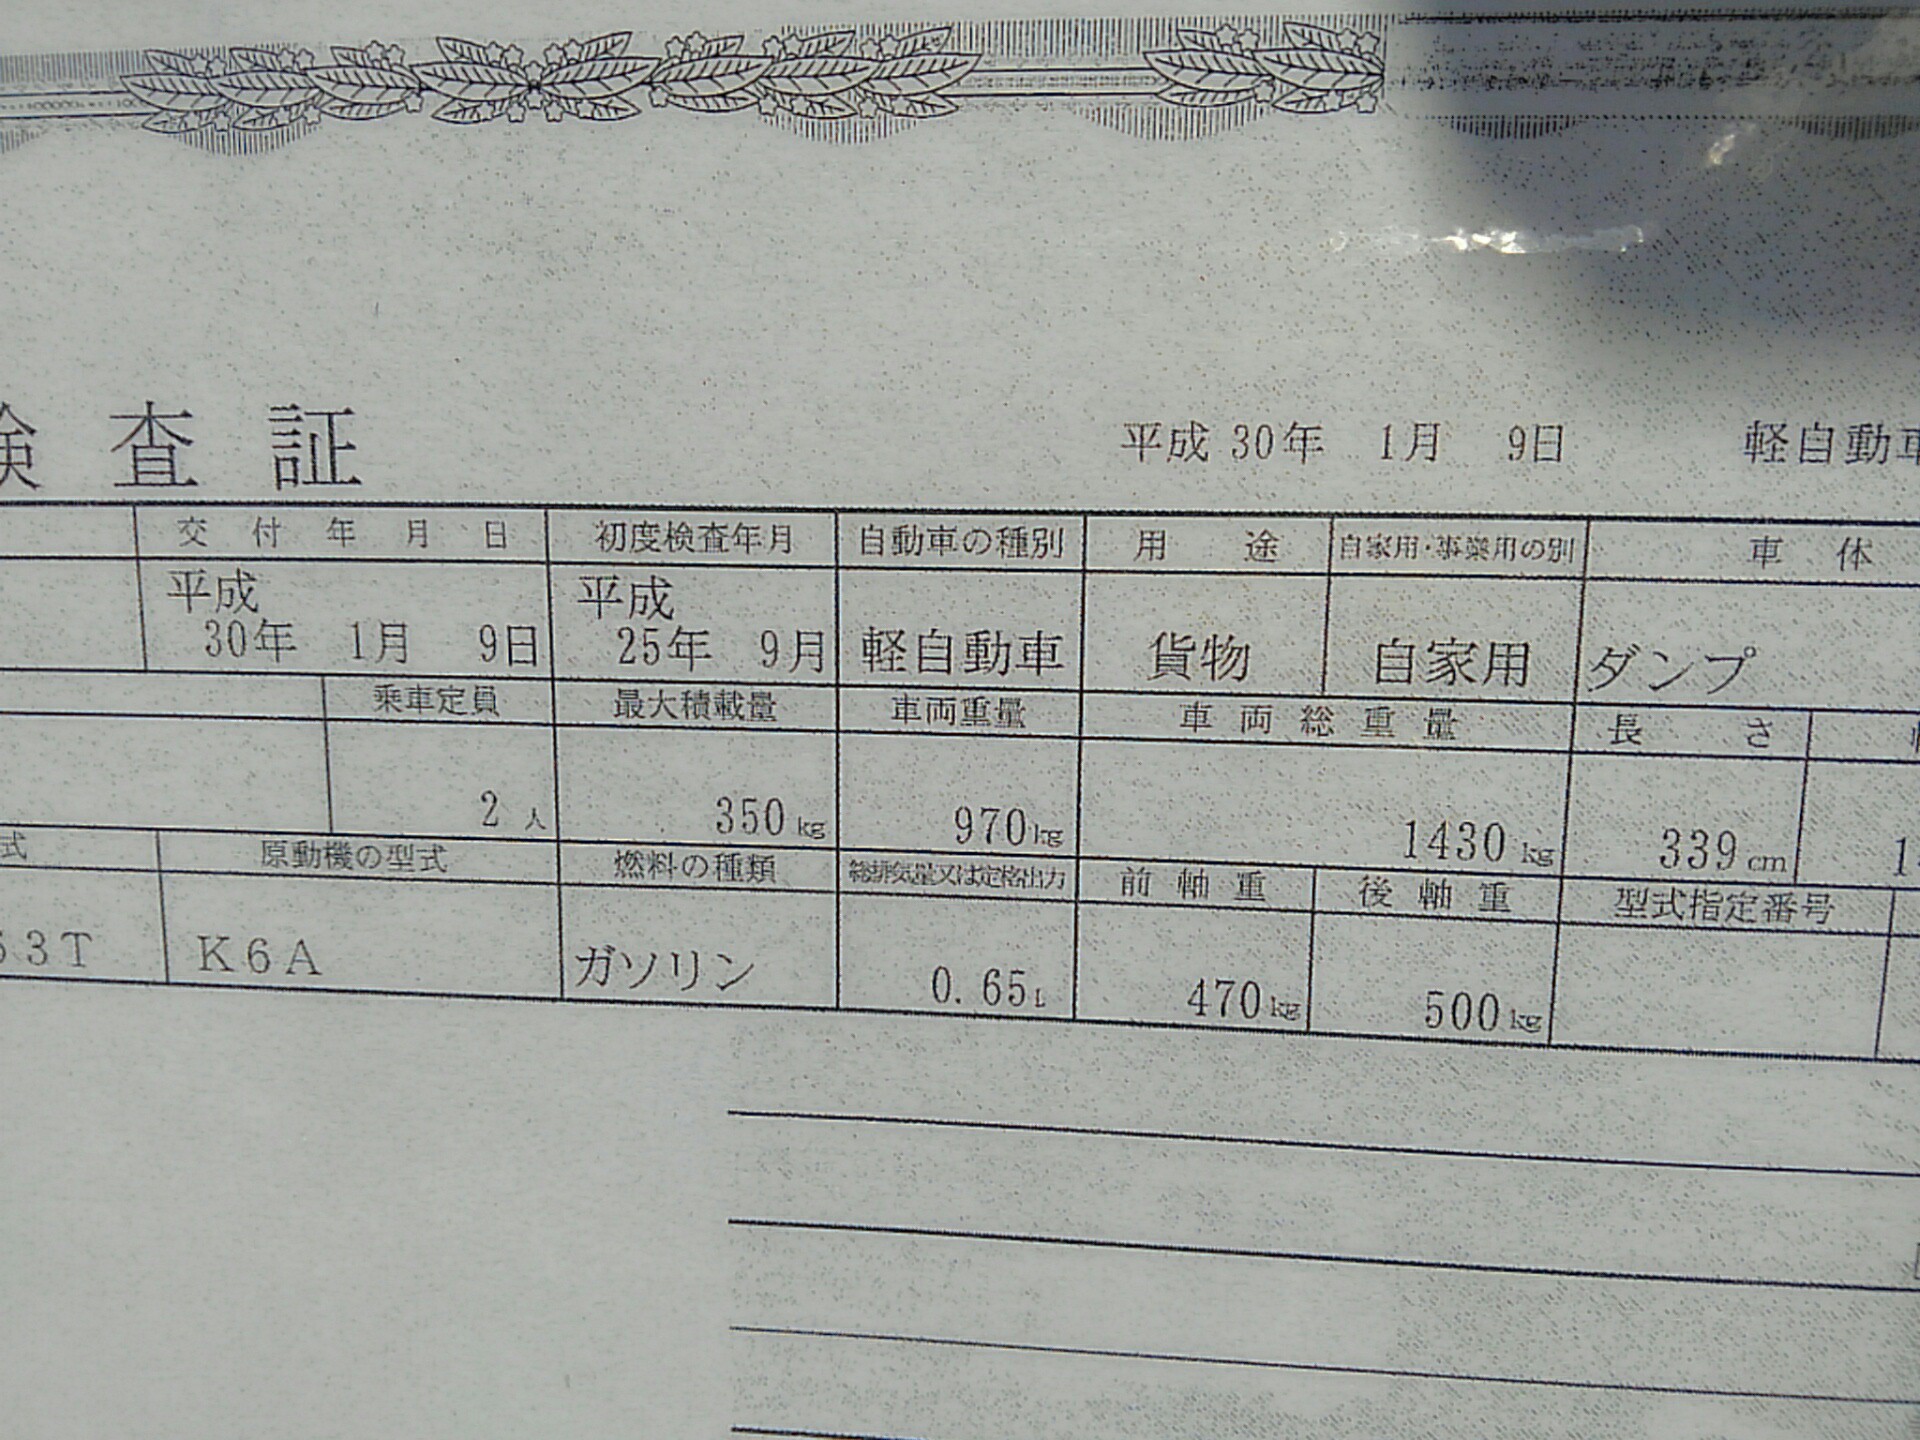 検査証
平成 30年 1月 9日 軽自動車
交付年月日 初度検査年月 自動車の種別 用途 自家用・事業用の別 車体
平成 平成
30年 1月 9日 25年 9月 軽自動車 貨物 自家用 ダンプ
乗車定員 最大積載量 車両重量 車両総重量 長さ
2人 350kg 970kg 1430kg 339cm 1
式 原動機の型式 燃料の種類 総排気量又は定格出力 前軸重 後軸重 型式指定番号
63T K6A ガソリン 0.65L 470kg 500kg